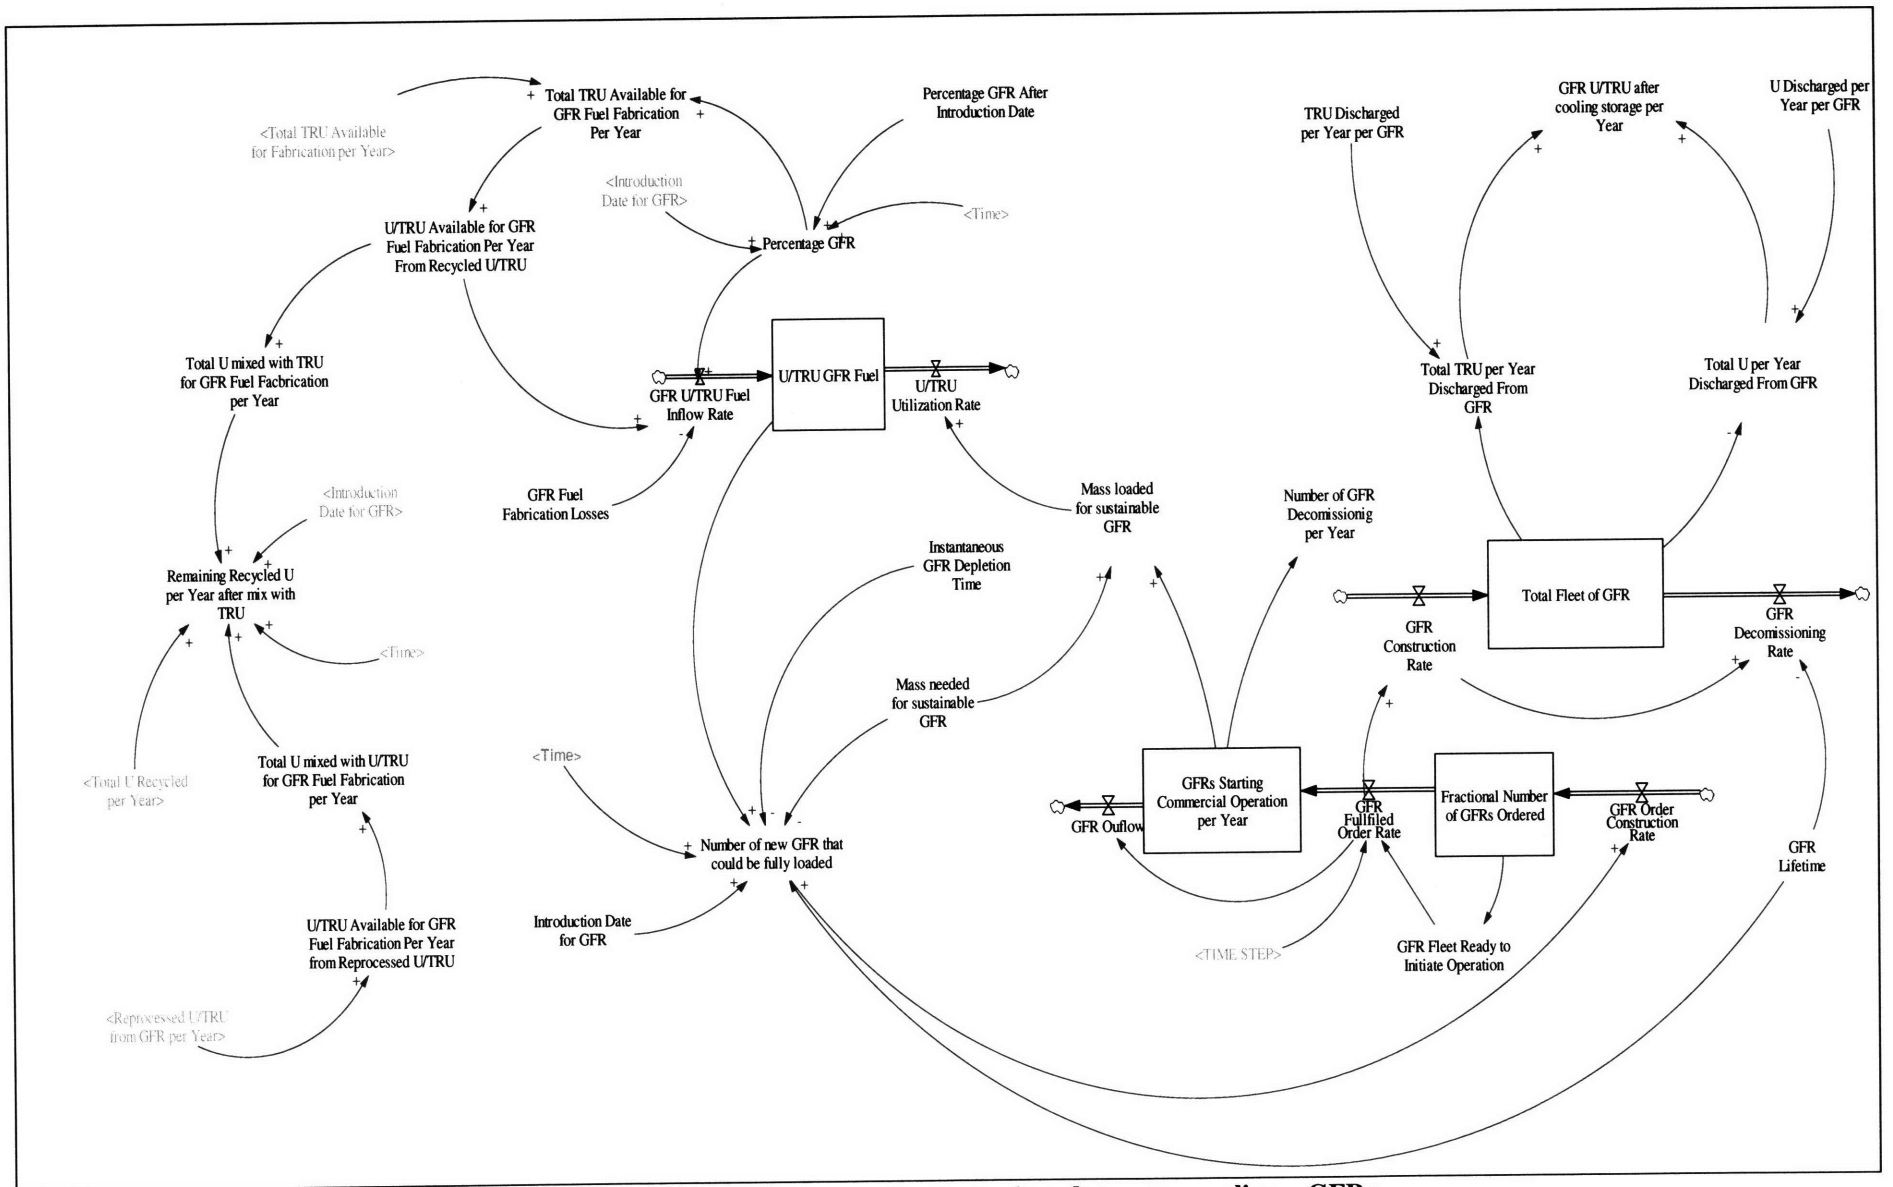 Total TRU Available for
GFR Fuel Fabrication
Per Year
<Total TRU Available
for Fabrication per Year>
Percentage GFR After
Introduction Date
<Introduction
Date for GFR>
<Time>
Percentage GFR
U/TRU Available for GFR
Fuel Fabrication Per Year
From Recycled U/TRU
Total U mixed with TRU
for GFR Fuel Facbrication
per Year
GFR U/TRU Fuel
Inflow Rate
U/TRU GFR Fuel
U/TRU
Utilization Rate
GFR Fuel
Fabrication Losses
<Introduction
Date for GFR>
Remaining Recycled U
per Year after mix with
TRU
<Time>
<Total U Recycled
per Year>
Total U mixed with U/TRU
for GFR Fuel Fabrication
per Year
U/TRU Available for GFR
Fuel Fabrication Per Year
from Reprocessed U/TRU
<Reprocessed U/TRU
from GFR per Year>
Instantaneous
GFR Depletion
Time
Mass needed
for sustainable
GFR
Mass loaded
for sustainable
GFR
<Time>
Number of new GFR that
could be fully loaded
Introduction Date
for GFR
Number of GFR
Decomissionig
per Year
TRU Discharged
per Year per GFR
GFR U/TRU after
cooling storage per
Year
U Discharged per
Year per GFR
Total TRU per Year
Discharged From
GFR
Total U per Year
Discharged From GFR
Total Fleet of GFR
GFR
Construction
Rate
GFR
Decomissioning
Rate
GFR Ouflow
GFRs Starting
Commercial Operation
per Year
GFR
Fullfiled
Order Rate
Fractional Number
of GFRs Ordered
GFR Order
Construction
Rate
GFR
Lifetime
<TIME STEP>
GFR Fleet Ready to
Initiate Operation